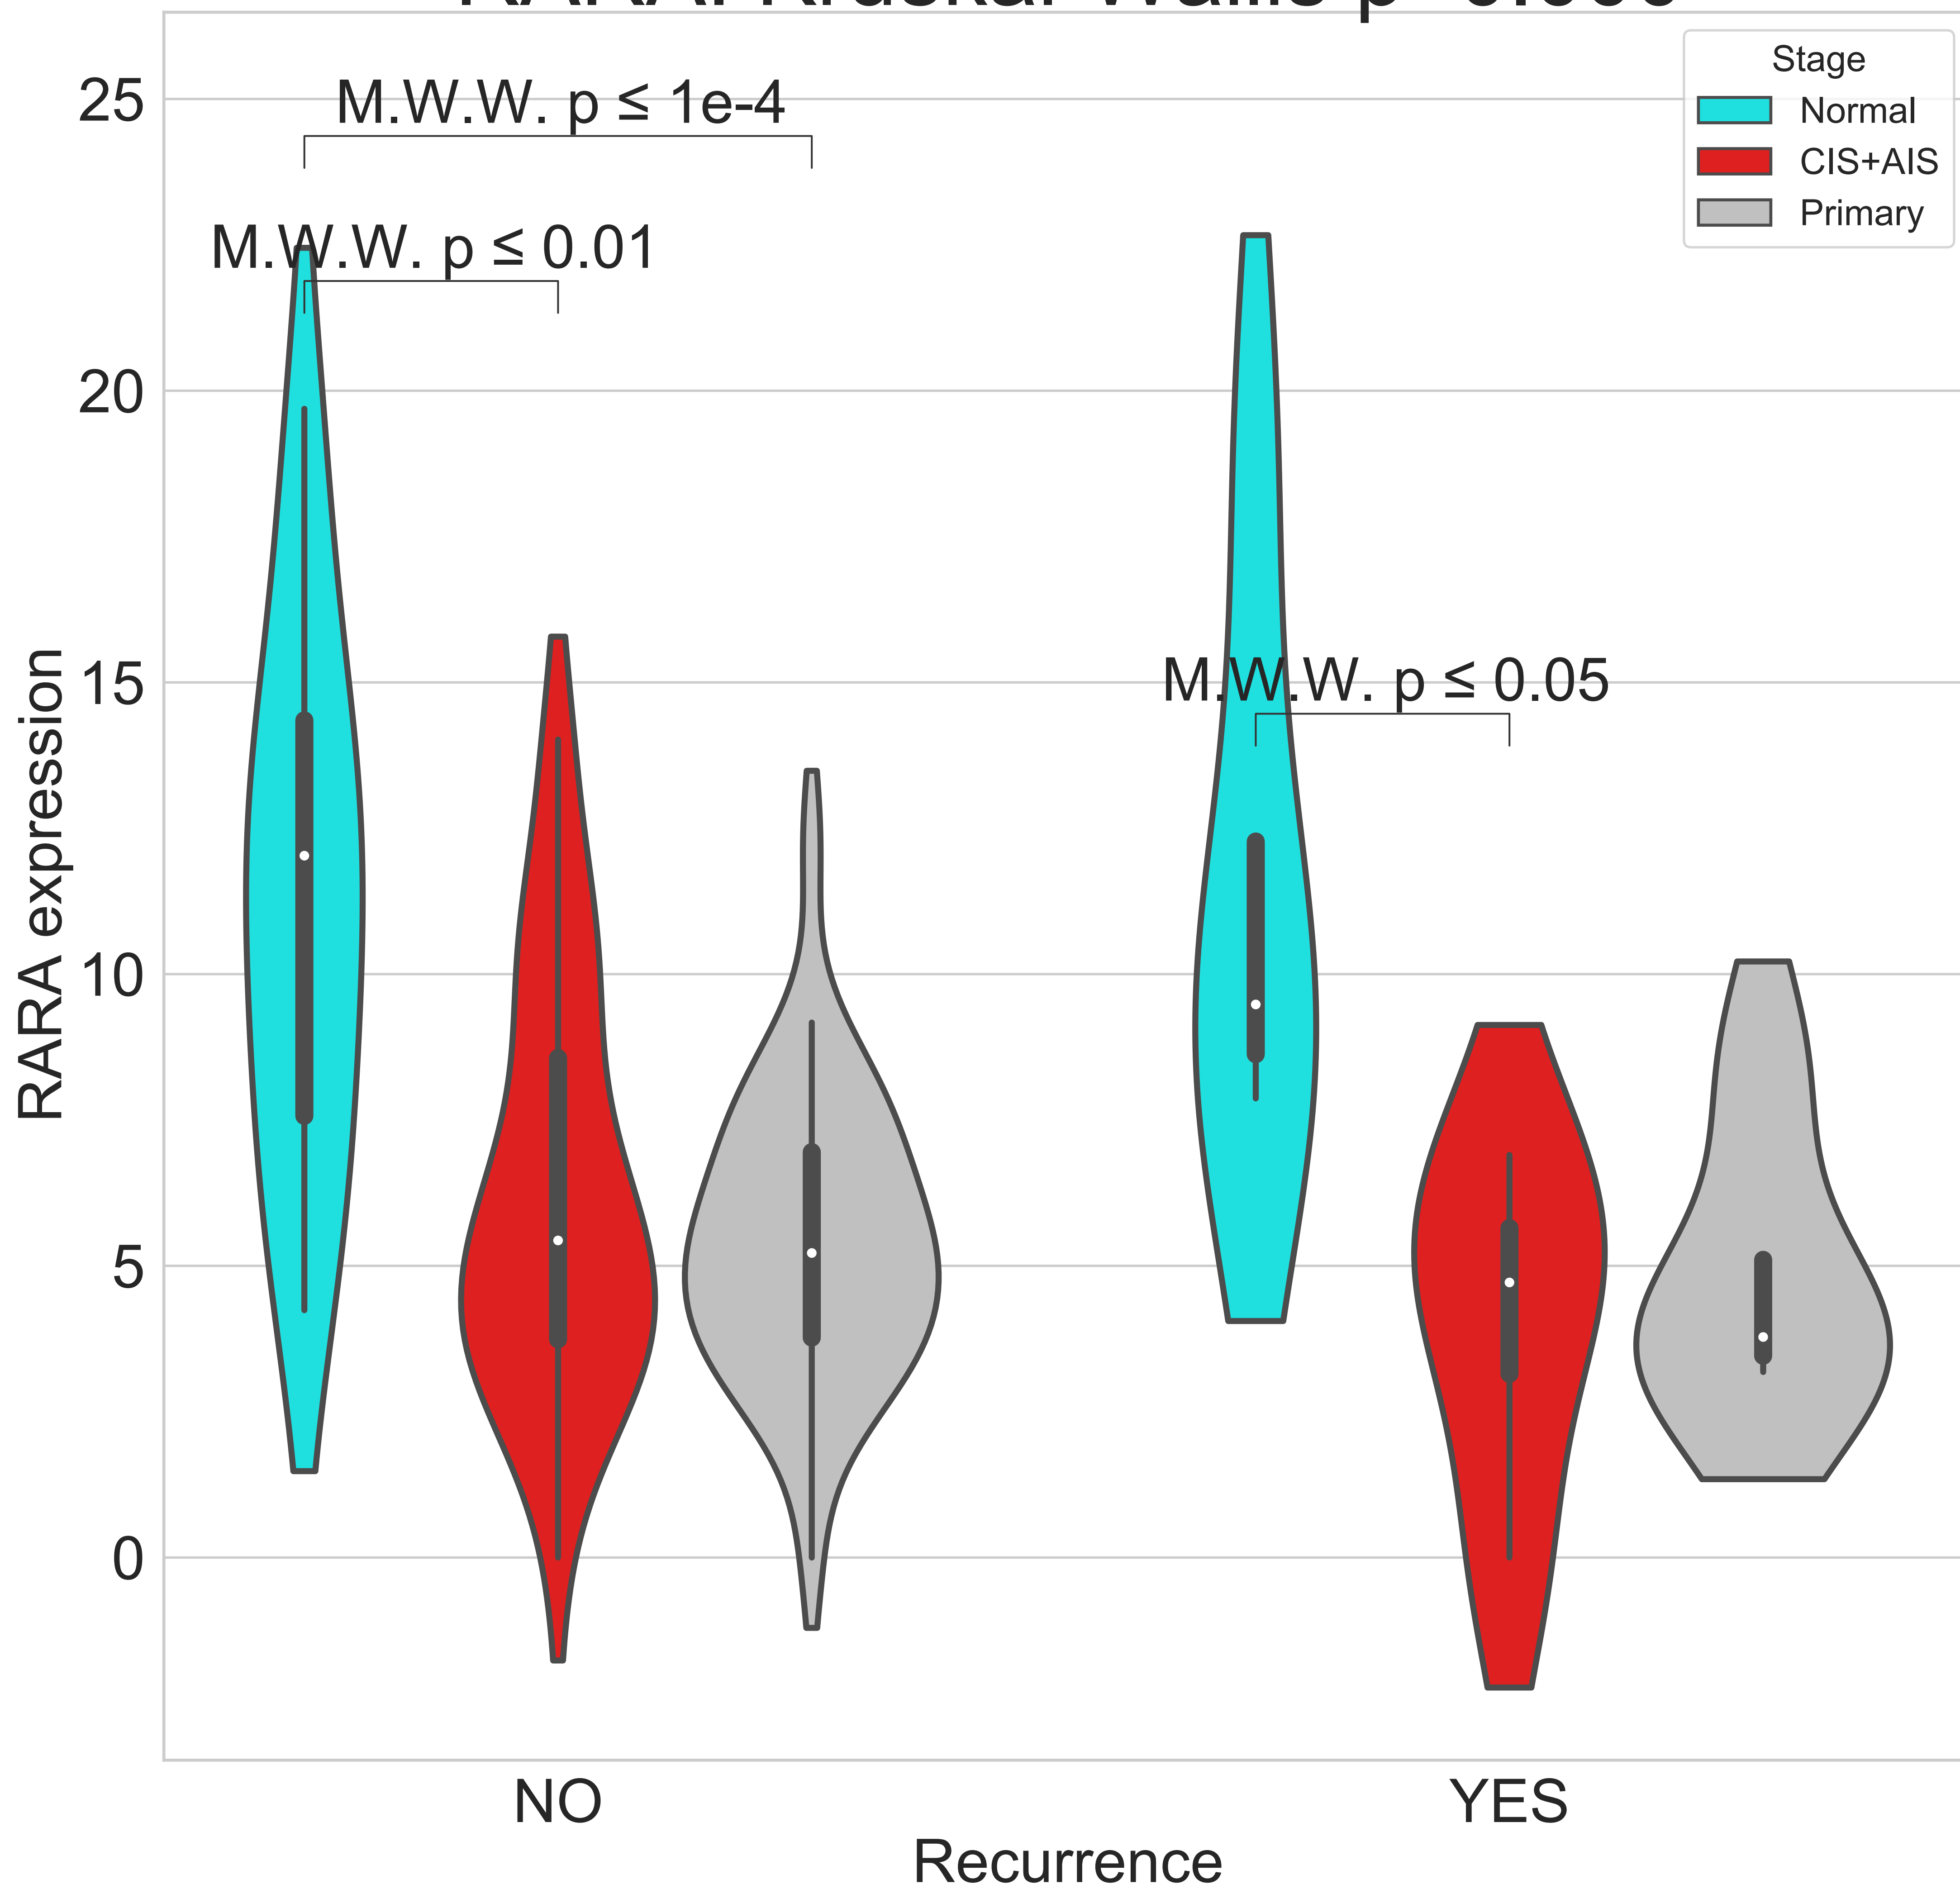 25
20
15
10
5
0
RARA expression
M.W.W. p ≤ 1e-4
M.W.W. p ≤ 0.01
M.W.W. p ≤ 0.05
Stage
Normal
CIS+AIS
Primary
NO
YES
Recurrence